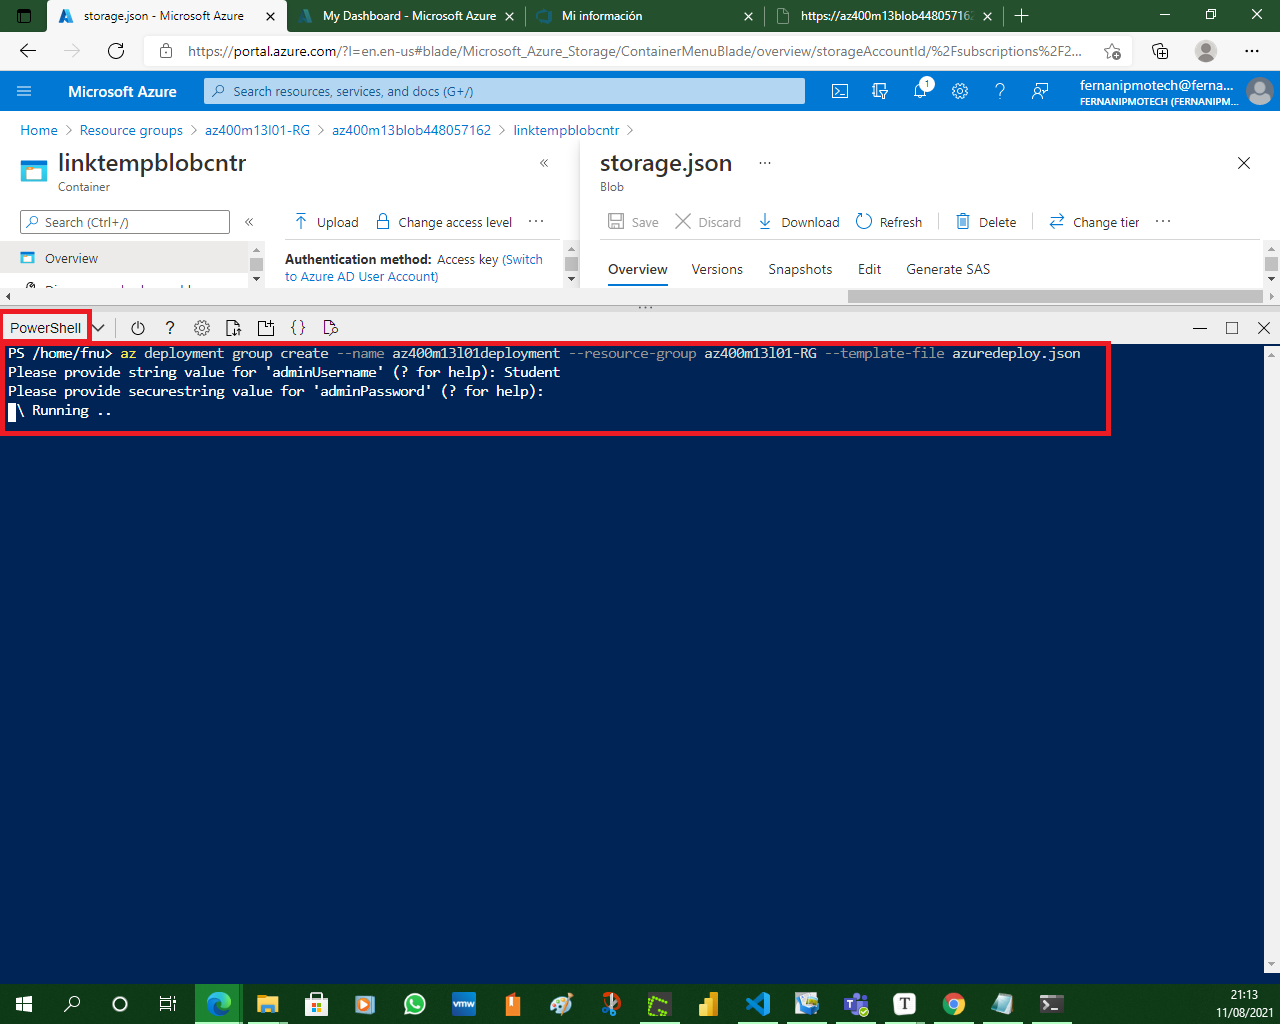 storage.json - Microsoft Azure
My Dashboard - Microsoft Azure
Mi información
https://az400m13blob448057162
https://portal.azure.com/?l=en.en-us#blade/Microsoft_Azure_Storage/ContainerMenuBlade/overview/storageAccountId/%2Fsubscriptions%2F2...
Microsoft Azure
Search resources, services, and docs (G+/)
1
fernanipmotech@ferna...
FERNANIPMOTECH (FERNANIPM...
Home > Resource groups > az400m13l01-RG > az400m13blob448057162 > linktempblobcntr >
linktempblobcntr
Container
«
storage.json
...
Blob
Search (Ctrl+/)
«
Upload
Change access level
...
Save
Discard
Download
Refresh
Delete
Change tier
...
Overview
Authentication method: Access key (Switch
to Azure AD User Account)
Overview
Versions
Snapshots
Edit
Generate SAS
PowerShell
PS /home/fnu> az deployment group create --name az400m13l01deployment --resource-group az400m13l01-RG --template-file azuredeploy.json
Please provide string value for 'adminUsername' (? for help): Student
Please provide securestring value for 'adminPassword' (? for help):
\ Running ..
vmw
T
21:13
11/08/2021